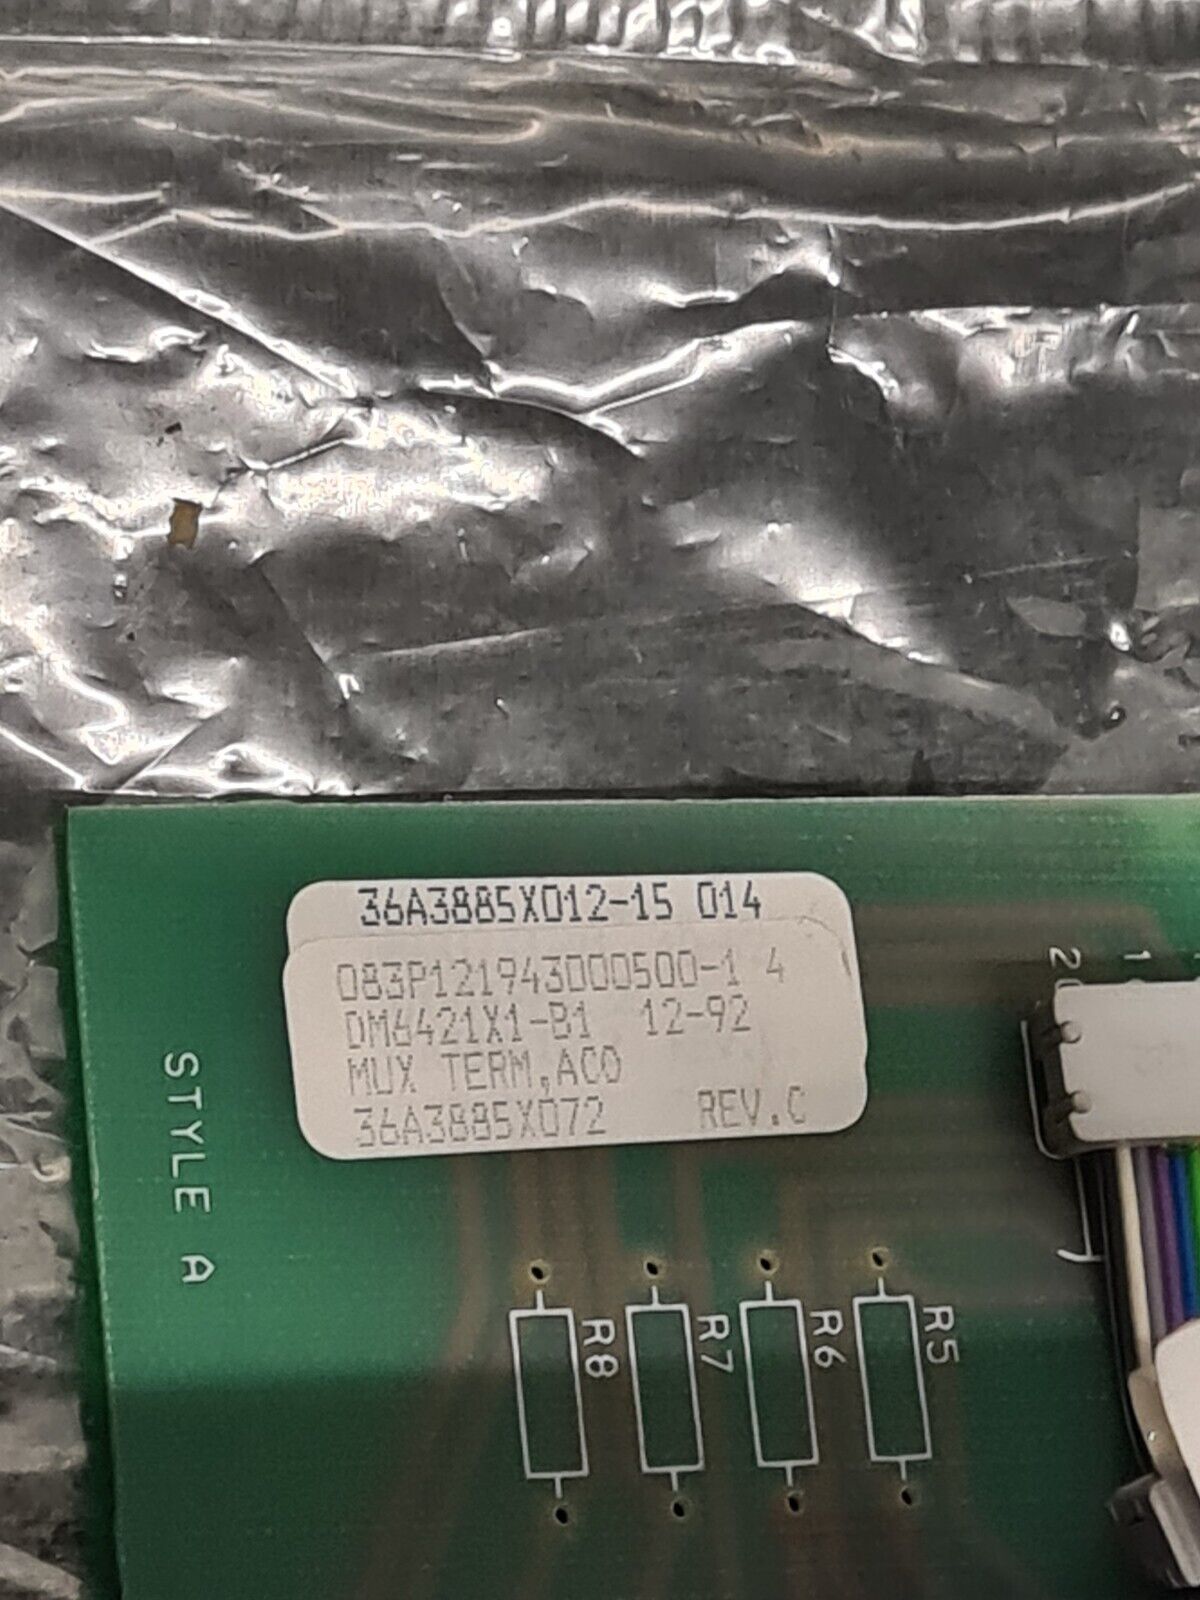 36A3885X012-15 014
083P121943000500-1 4
DM6421X1-B1 12-92
MUX TERM,ACO
36A3885X072 REV.C
STYLE A
R8
R7
R6
R5